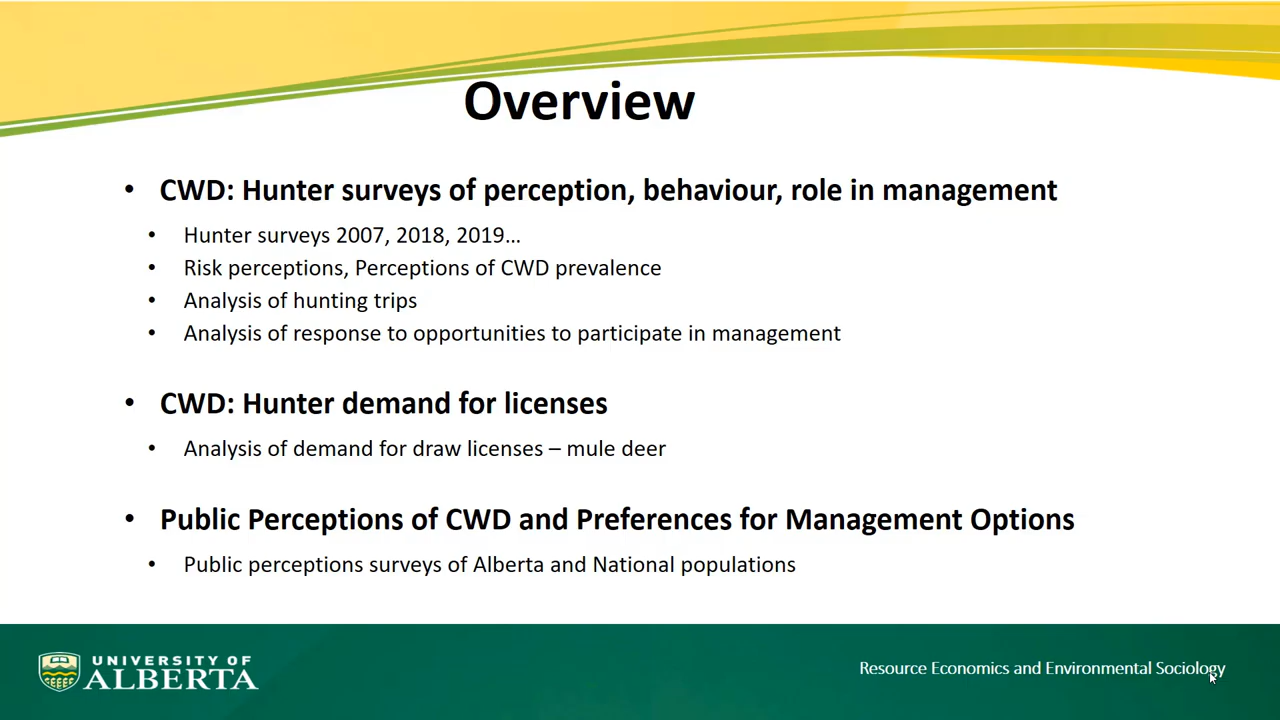 Overview
• CWD: Hunter surveys of perception, behaviour, role in management
• Hunter surveys 2007, 2018, 2019…
• Risk perceptions, Perceptions of CWD prevalence
• Analysis of hunting trips
• Analysis of response to opportunities to participate in management
• CWD: Hunter demand for licenses
• Analysis of demand for draw licenses – mule deer
• Public Perceptions of CWD and Preferences for Management Options
• Public perceptions surveys of Alberta and National populations
UNIVERSITY OF
ALBERTA
Resource Economics and Environmental Sociology